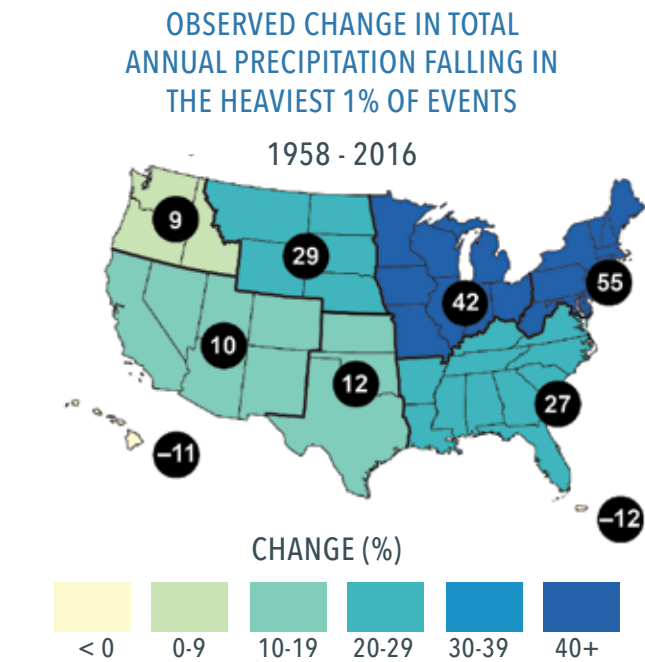 OBSERVED CHANGE IN TOTAL
ANNUAL PRECIPITATION FALLING IN
THE HEAVIEST 1% OF EVENTS
1958 - 2016
9
29
55
42
10
12
27
–11
–12
CHANGE (%)
< 0 0-9 10-19 20-29 30-39 40+